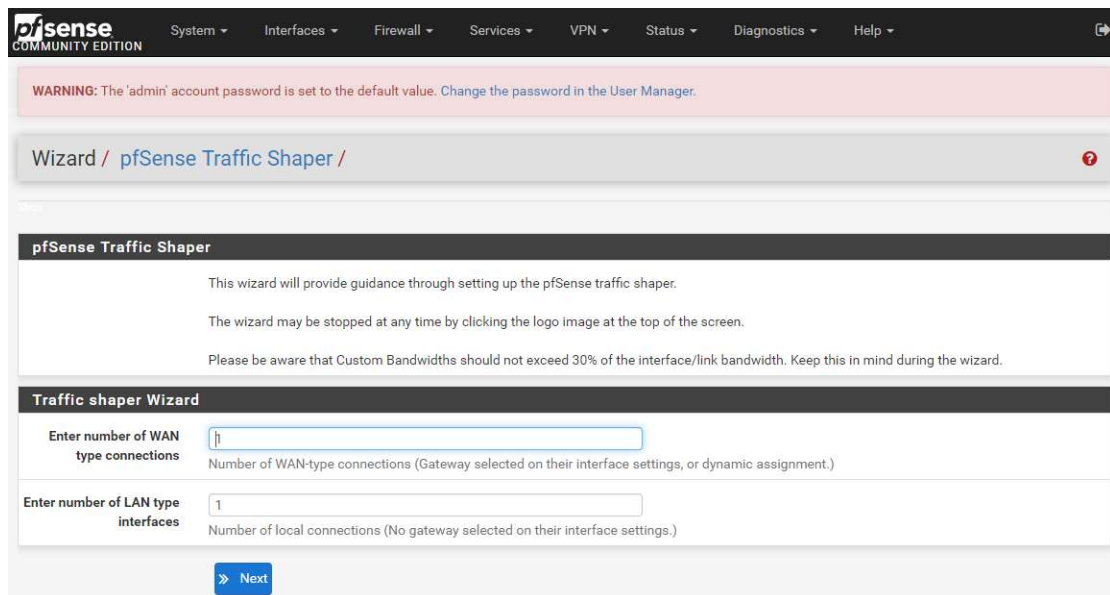 pfsense
COMMUNITY EDITION
System Interfaces Firewall Services VPN Status Diagnostics Help
WARNING: The 'admin' account password is set to the default value. Change the password in the User Manager.
Wizard / pfSense Traffic Shaper /
pfSense Traffic Shaper
This wizard will provide guidance through setting up the pfSense traffic shaper.
The wizard may be stopped at any time by clicking the logo image at the top of the screen.
Please be aware that Custom Bandwidths should not exceed 30% of the interface/link bandwidth. Keep this in mind during the wizard.
Traffic shaper Wizard
Enter number of WAN
type connections
1
Number of WAN-type connections (Gateway selected on their interface settings, or dynamic assignment.)
Enter number of LAN type
interfaces
1
Number of local connections (No gateway selected on their interface settings.)
» Next